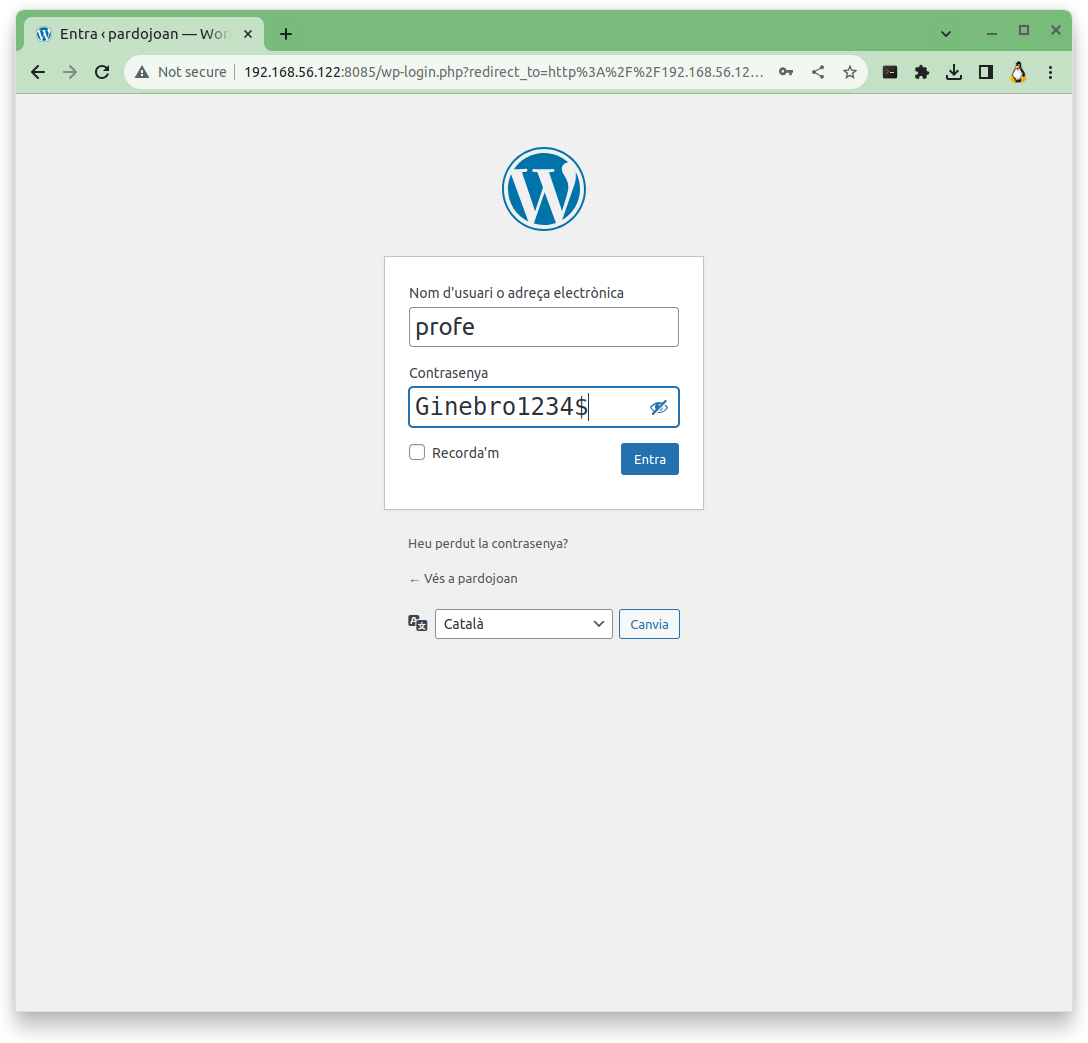 Entra ‹ pardojoan — Wor
Not secure
192.168.56.122:8085/wp-login.php?redirect_to=http%3A%2F%2F192.168.56.12...
Nom d'usuari o adreça electrònica
profe
Contrasenya
Ginebro1234$
Recorda'm
Entra
Heu perdut la contrasenya?
← Vés a pardojoan
Català
Canvia